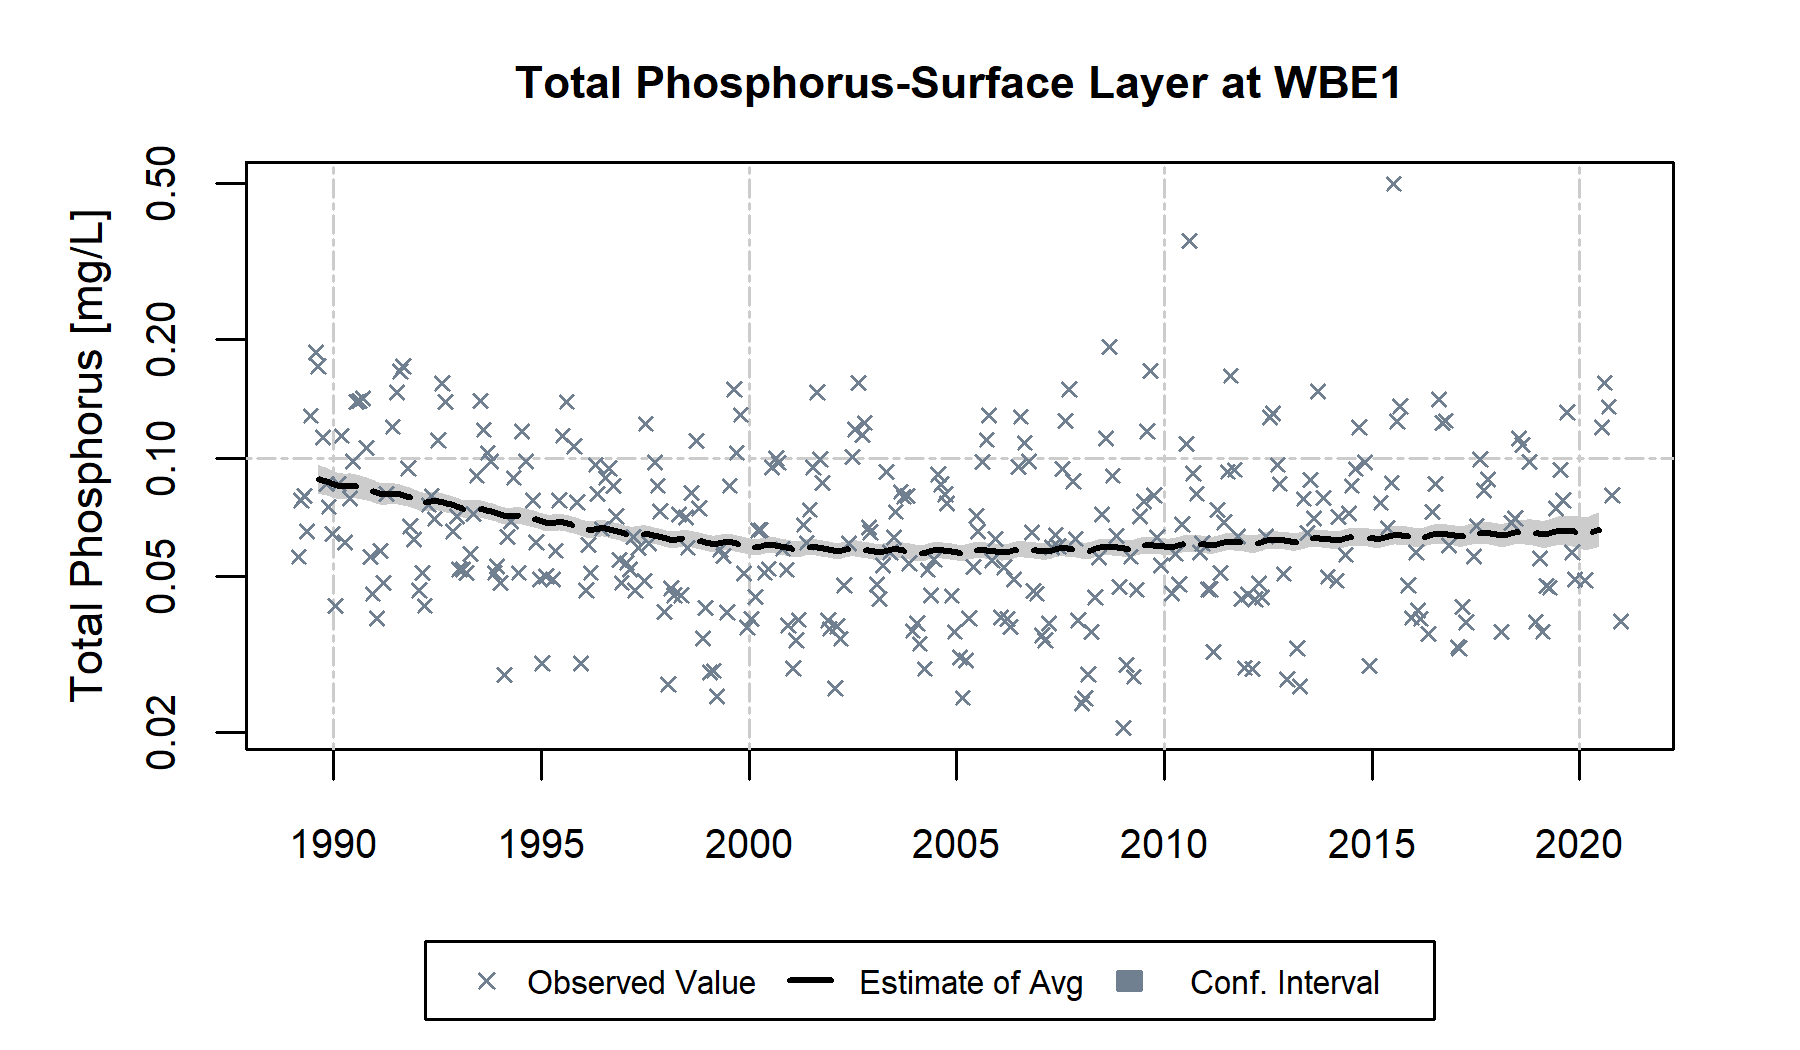 Total Phosphorus-Surface Layer at WBE1
Total Phosphorus [mg/L]
0.50
0.20
0.10
0.05
0.02
1990 1995 2000 2005 2010 2015 2020
Observed Value Estimate of Avg Conf. Interval